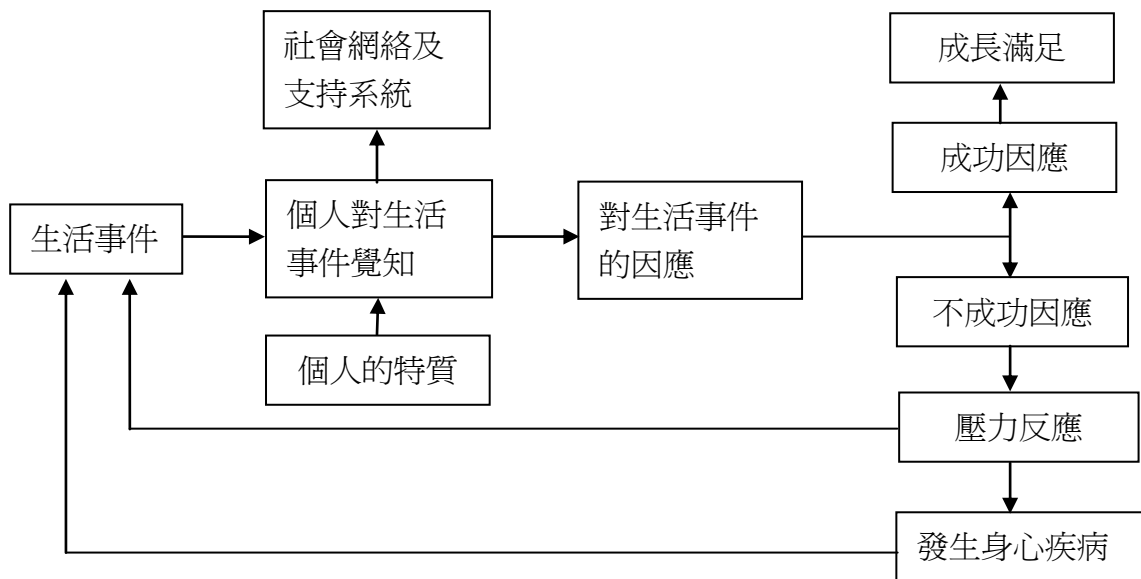 社會網絡及
支持系統
成長滿足
成功因應
生活事件
個人對生活
事件覺知
對生活事件
的因應
不成功因應
個人的特質
壓力反應
發生身心疾病